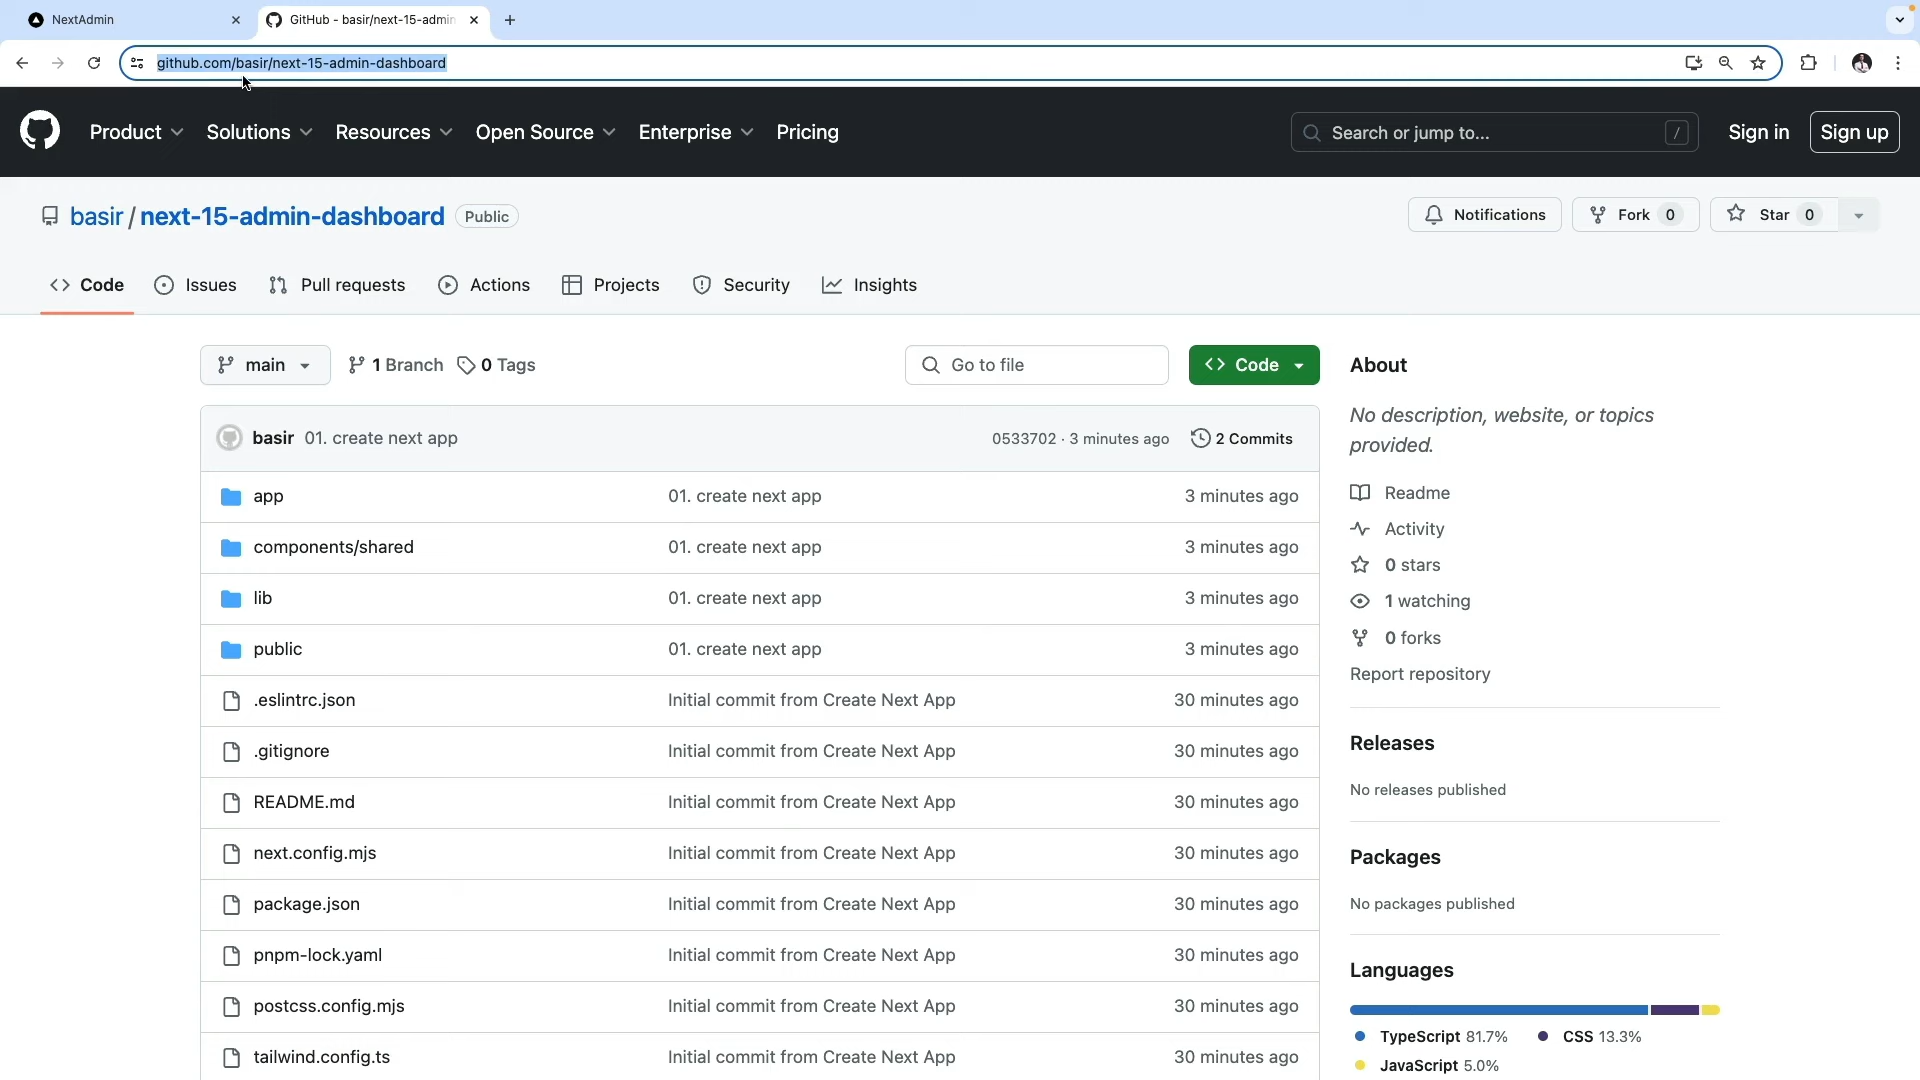 NextAdmin
GitHub - basir/next-15-admin
github.com/basir/next-15-admin-dashboard
Product Solutions Resources Open Source Enterprise Pricing Search or jump to... / Sign in Sign up
basir / next-15-admin-dashboard Public Notifications Fork 0 Star 0
Code Issues Pull requests Actions Projects Security Insights
main 1 Branch 0 Tags Go to file Code
basir 01. create next app 0533702 · 3 minutes ago 2 Commits
app 01. create next app 3 minutes ago
components/shared 01. create next app 3 minutes ago
lib 01. create next app 3 minutes ago
public 01. create next app 3 minutes ago
.eslintrc.json Initial commit from Create Next App 30 minutes ago
.gitignore Initial commit from Create Next App 30 minutes ago
README.md Initial commit from Create Next App 30 minutes ago
next.config.mjs Initial commit from Create Next App 30 minutes ago
package.json Initial commit from Create Next App 30 minutes ago
pnpm-lock.yaml Initial commit from Create Next App 30 minutes ago
postcss.config.mjs Initial commit from Create Next App 30 minutes ago
tailwind.config.ts Initial commit from Create Next App 30 minutes ago
About
No description, website, or topics
provided.
Readme
Activity
0 stars
1 watching
0 forks
Report repository
Releases
No releases published
Packages
No packages published
Languages
TypeScript 81.7% CSS 13.3%
JavaScript 5.0%